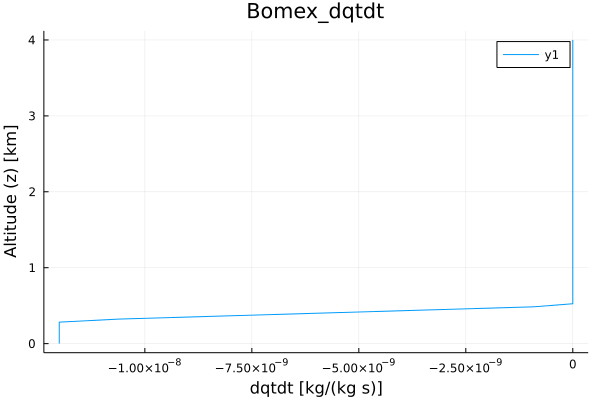 Bomex_dqtdt
y1
Altitude (z) [km]
4
3
2
1
0
−1.00×10⁻⁸ −7.50×10⁻⁹ −5.00×10⁻⁹ −2.50×10⁻⁹ 0
dqtdt [kg/(kg s)]